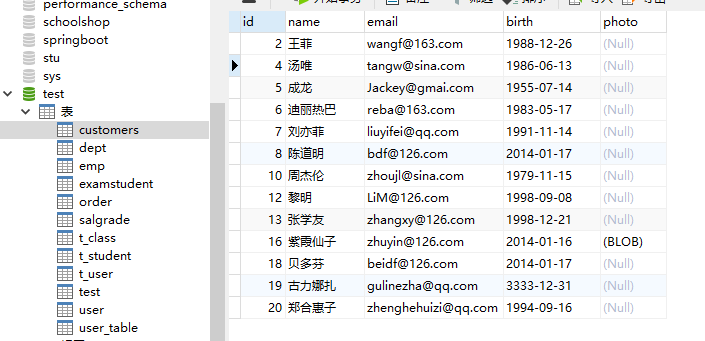 performance_schema
schoolshop
springboot
stu
sys
test
表
customers
dept
emp
examstudent
order
salgrade
t_class
t_student
t_user
test
user
user_table
id name email birth photo
2 王菲 wangf@163.com 1988-12-26 (Null)
4 汤唯 tangw@sina.com 1986-06-13 (Null)
5 成龙 Jackey@gmai.com 1955-07-14 (Null)
6 迪丽热巴 reba@163.com 1983-05-17 (Null)
7 刘亦菲 liuyifei@qq.com 1991-11-14 (Null)
8 陈道明 bdf@126.com 2014-01-17 (Null)
10 周杰伦 zhoujl@sina.com 1979-11-15 (Null)
12 黎明 LiM@126.com 1998-09-08 (Null)
13 张学友 zhangxy@126.com 1998-12-21 (Null)
16 紫霞仙子 zhuyin@126.com 2014-01-16 (BLOB)
18 贝多芬 beidf@126.com 2014-01-17 (Null)
19 古力娜扎 gulinezha@qq.com 3333-12-31 (Null)
20 郑合惠子 zhenghehuizi@qq.com 1994-09-16 (Null)